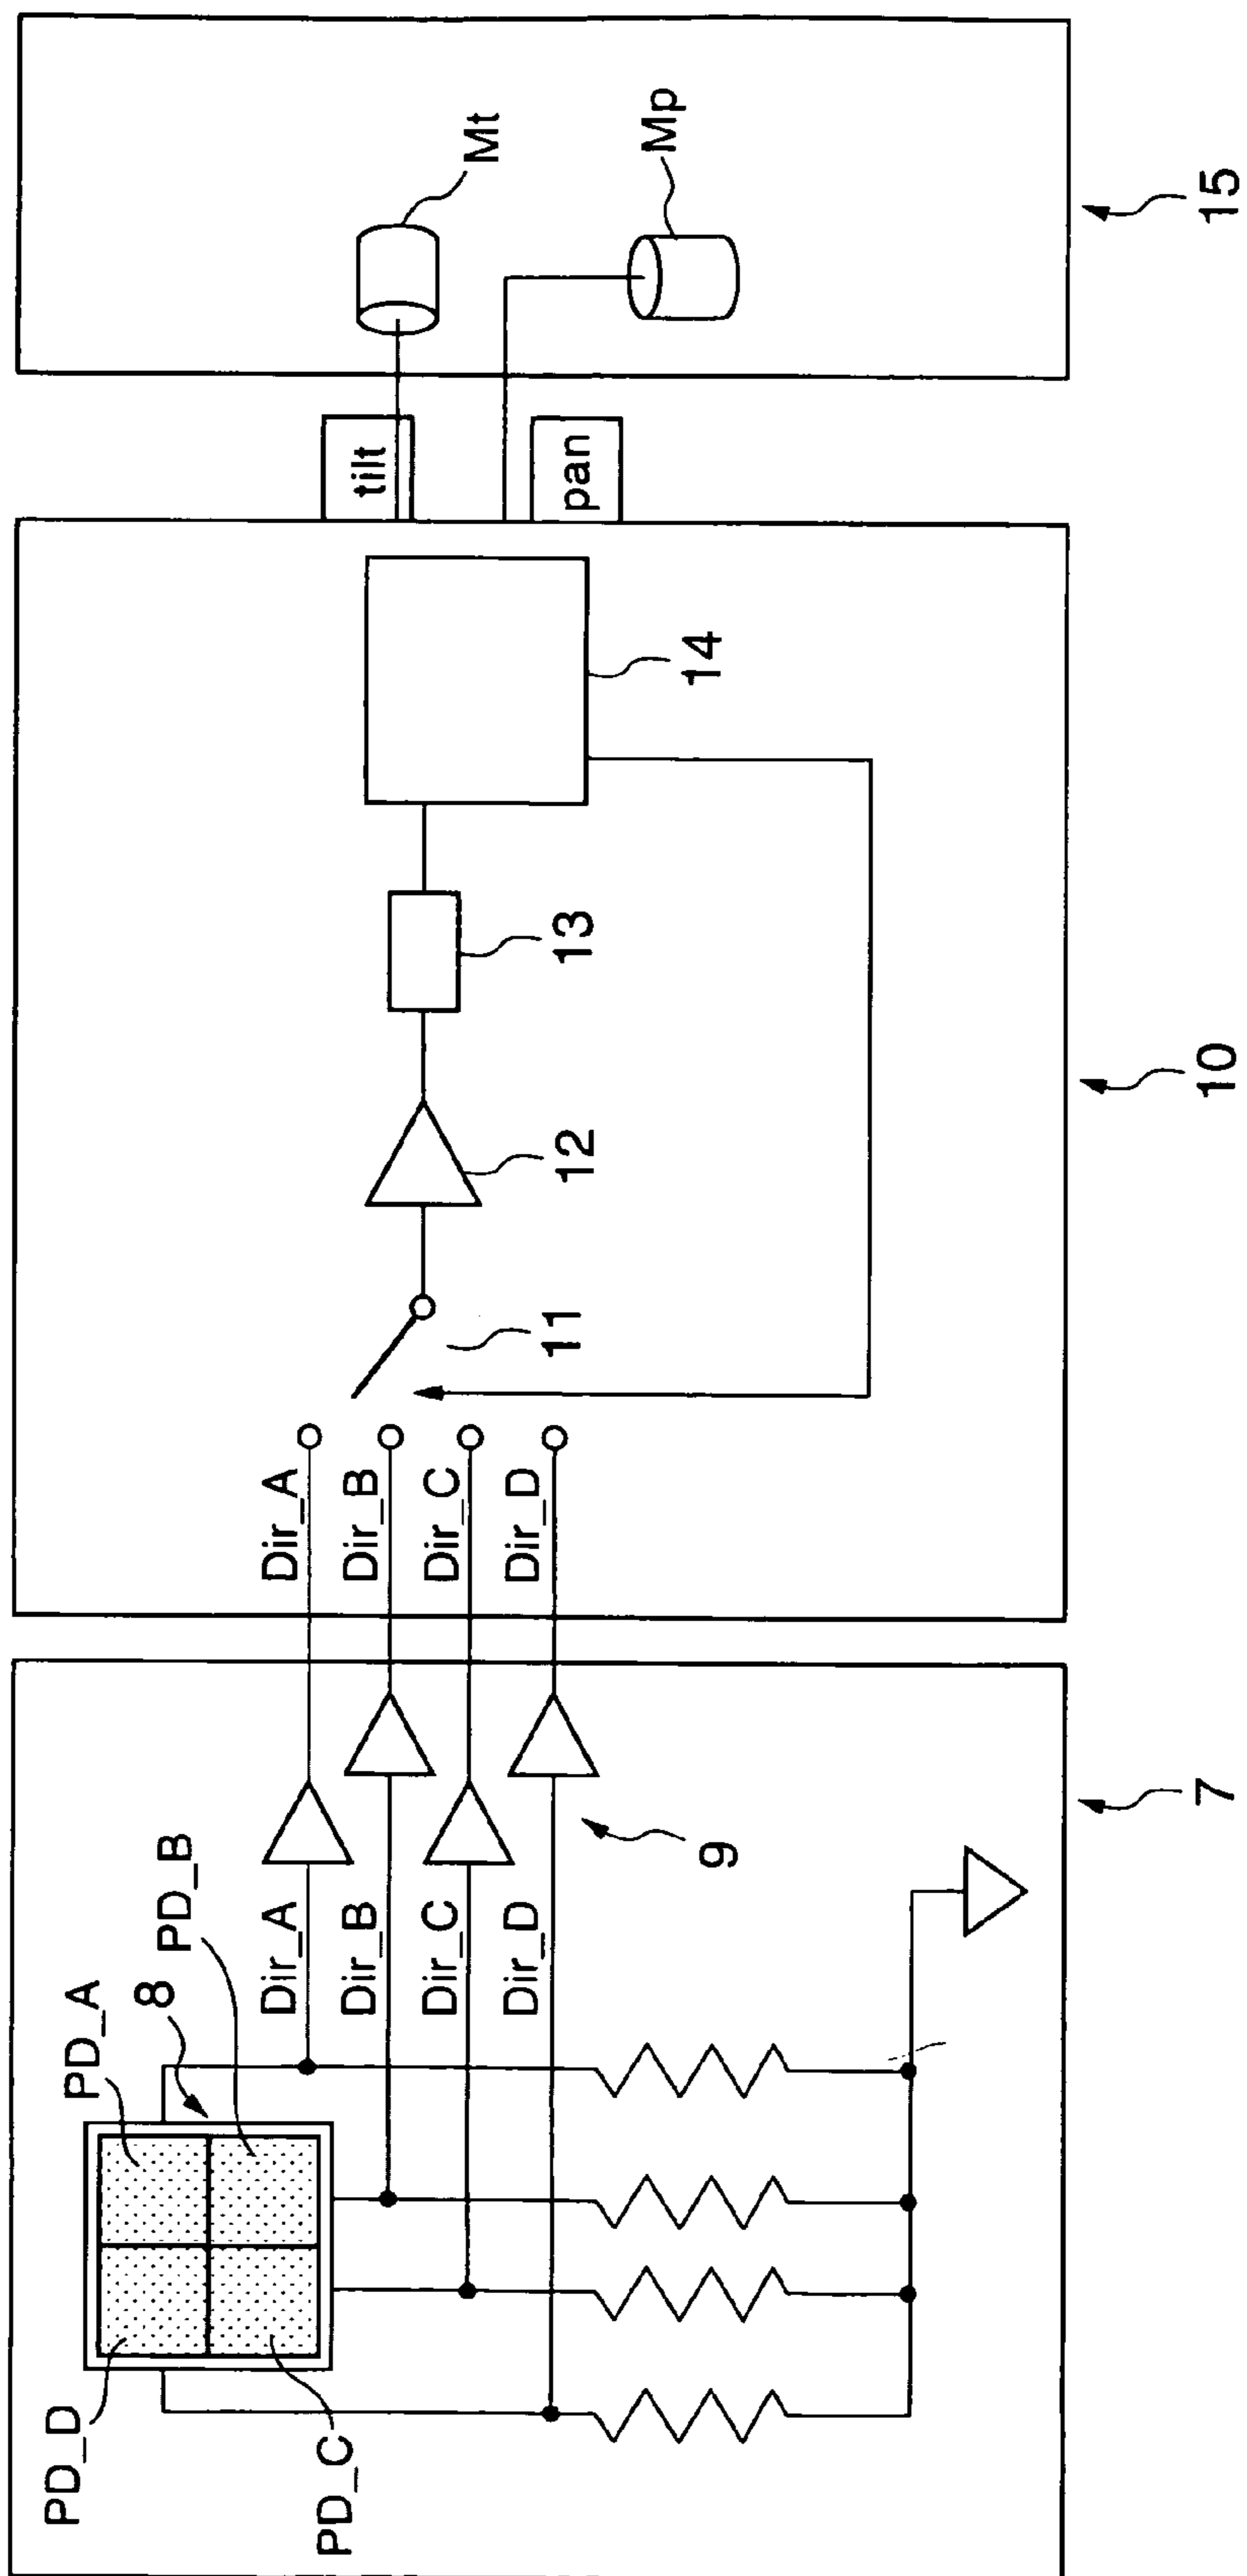 PD_D
PD_A
8
PD_B
PD_C
Dir_A
Dir_B
Dir_C
Dir_D
9
7
Dir_A
Dir_B
Dir_C
Dir_D
11
12
13
14
10
tilt
pan
Mt
Mp
15